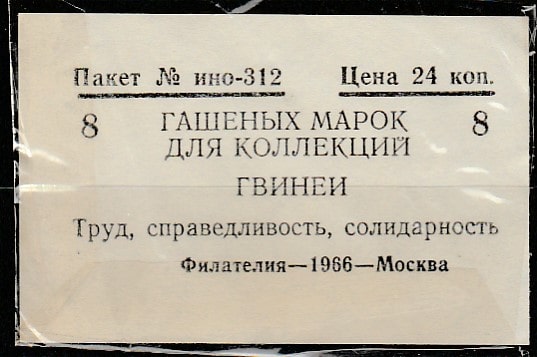 Пакет № ино-312 Цена 24 коп.
8 ГАШЕНЫХ МАРОК 8
ДЛЯ КОЛЛЕКЦИЙ
ГВИНЕИ
Труд, справедливость, солидарность
Филателия—1966—Москва